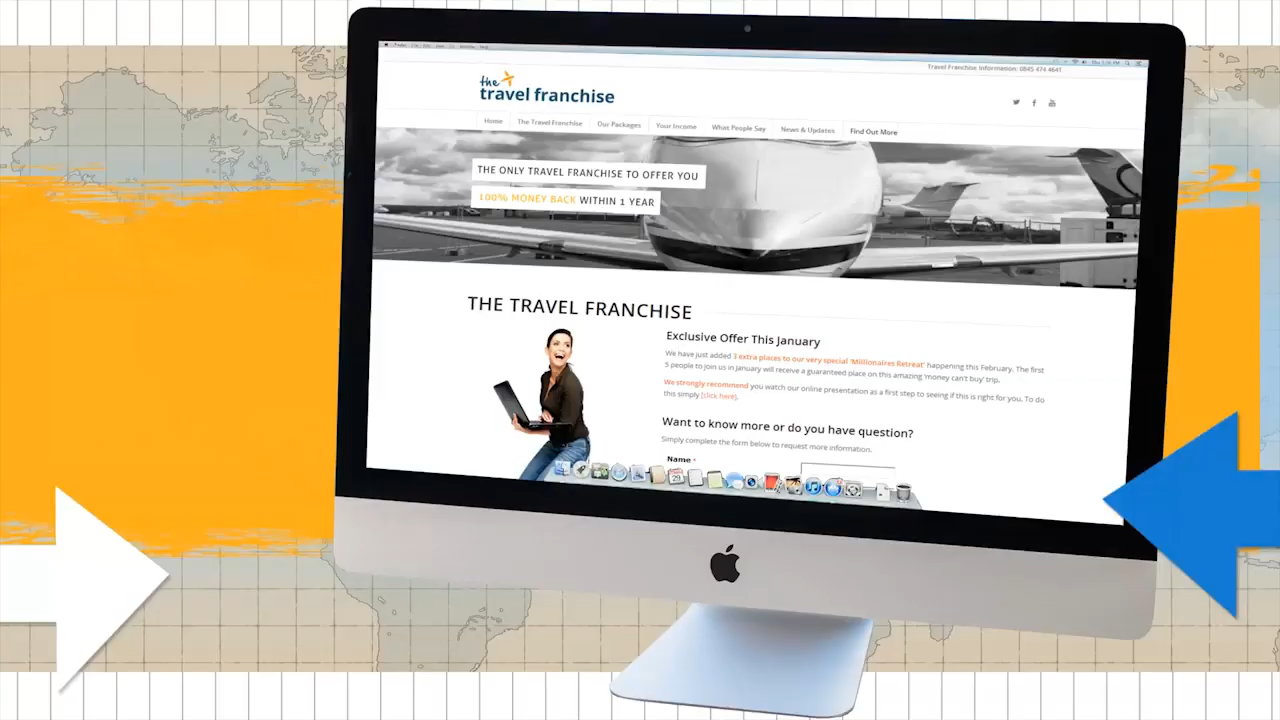 Travel Franchise Information: 0845 474 4641
the
travel franchise
Home The Travel Franchise Our Packages Your Income What People Say News & Updates Find Out More
THE ONLY TRAVEL FRANCHISE TO OFFER YOU
100% MONEY BACK WITHIN 1 YEAR
THE TRAVEL FRANCHISE
Exclusive Offer This January
We have just added 3 extra places to our very special 'Millionaires Retreat' happening this February. The first
5 people to join us in January will receive a guaranteed place on this amazing 'money can't buy' trip.
We strongly recommend you watch our online presentation as a first step to seeing if this is right for you. To do
this simply [click here].
Want to know more or do you have question?
Simply complete the form below to request more information.
Name *
29